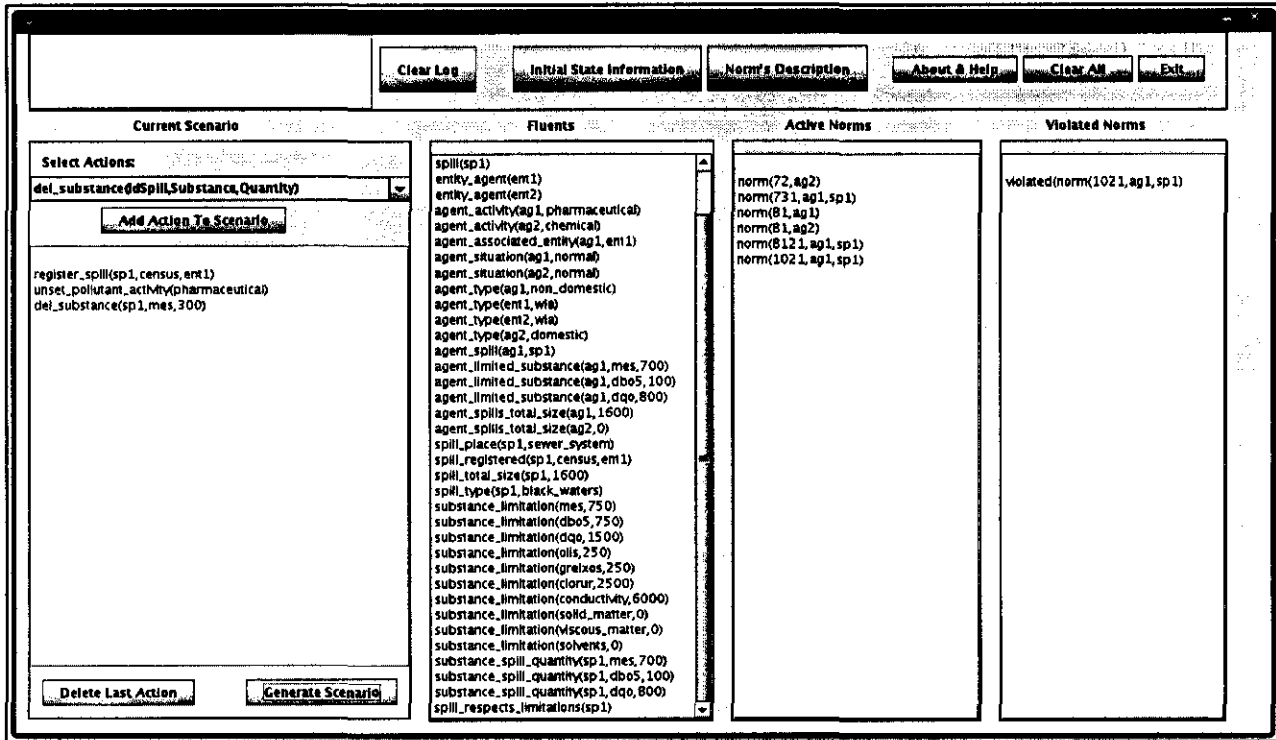 Clear Log
Initial State Information
Norm's Description
About & Help
Clear All
Exit
Current Scenario
Fluents
Active Norms
Violated Norms
Select Actions:
del_substance(IdSpill,Substance,Quantity)
Add Action To Scenario
register_spill(sp1,census,ent1)
unset_pollutant_activity(pharmaceutical)
del_substance(sp1,mes,300)
Delete Last Action
Generate Scenario
spill(sp1)
entity_agent(ent1)
entity_agent(ent2)
agent_activity(ag1,pharmaceutical)
agent_activity(ag2,chemical)
agent_associated_entity(ag1,ent1)
agent_situation(ag1,normal)
agent_situation(ag2,normal)
agent_type(ag1,non_domestic)
agent_type(ent1,wla)
agent_type(ent2,wla)
agent_type(ag2,domestic)
agent_spill(ag1,sp1)
agent_limited_substance(ag1,mes,700)
agent_limited_substance(ag1,dbo5,100)
agent_limited_substance(ag1,dqo,800)
agent_spills_total_size(ag1,1600)
agent_spills_total_size(ag2,0)
spill_place(sp1,sewer_system)
spill_registered(sp1,census,ent1)
spill_total_size(sp1,1600)
spill_type(sp1,black_waters)
substance_limitation(mes,750)
substance_limitation(dbo5,750)
substance_limitation(dqo,1500)
substance_limitation(olis,250)
substance_limitation(greixos,250)
substance_limitation(clorur,2500)
substance_limitation(conductivity,6000)
substance_limitation(solid_matter,0)
substance_limitation(viscous_matter,0)
substance_limitation(solvents,0)
substance_spill_quantity(sp1,mes,700)
substance_spill_quantity(sp1,dbo5,100)
substance_spill_quantity(sp1,dqo,800)
spill_respects_limitations(sp1)
norm(72,ag2)
norm(731,ag1,sp1)
norm(81,ag1)
norm(81,ag2)
norm(8121,ag1,sp1)
norm(1021,ag1,sp1)
violated(norm(1021,ag1,sp1)